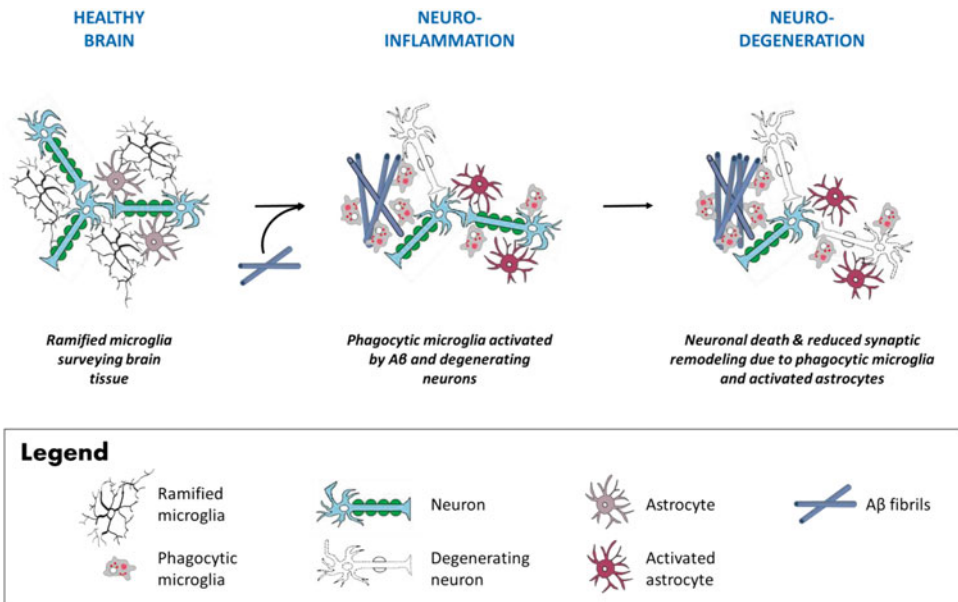 HEALTHY
BRAIN
NEURO-
INFLAMMATION
NEURO-
DEGENERATION
Ramified microglia
surveying brain
tissue
Phagocytic microglia activated
by Aβ and degenerating
neurons
Neuronal death & reduced synaptic
remodeling due to phagocytic microglia
and activated astrocytes
Legend
Ramified
microglia
Neuron
Astrocyte
Aβ fibrils
Phagocytic
microglia
Degenerating
neuron
Activated
astrocyte